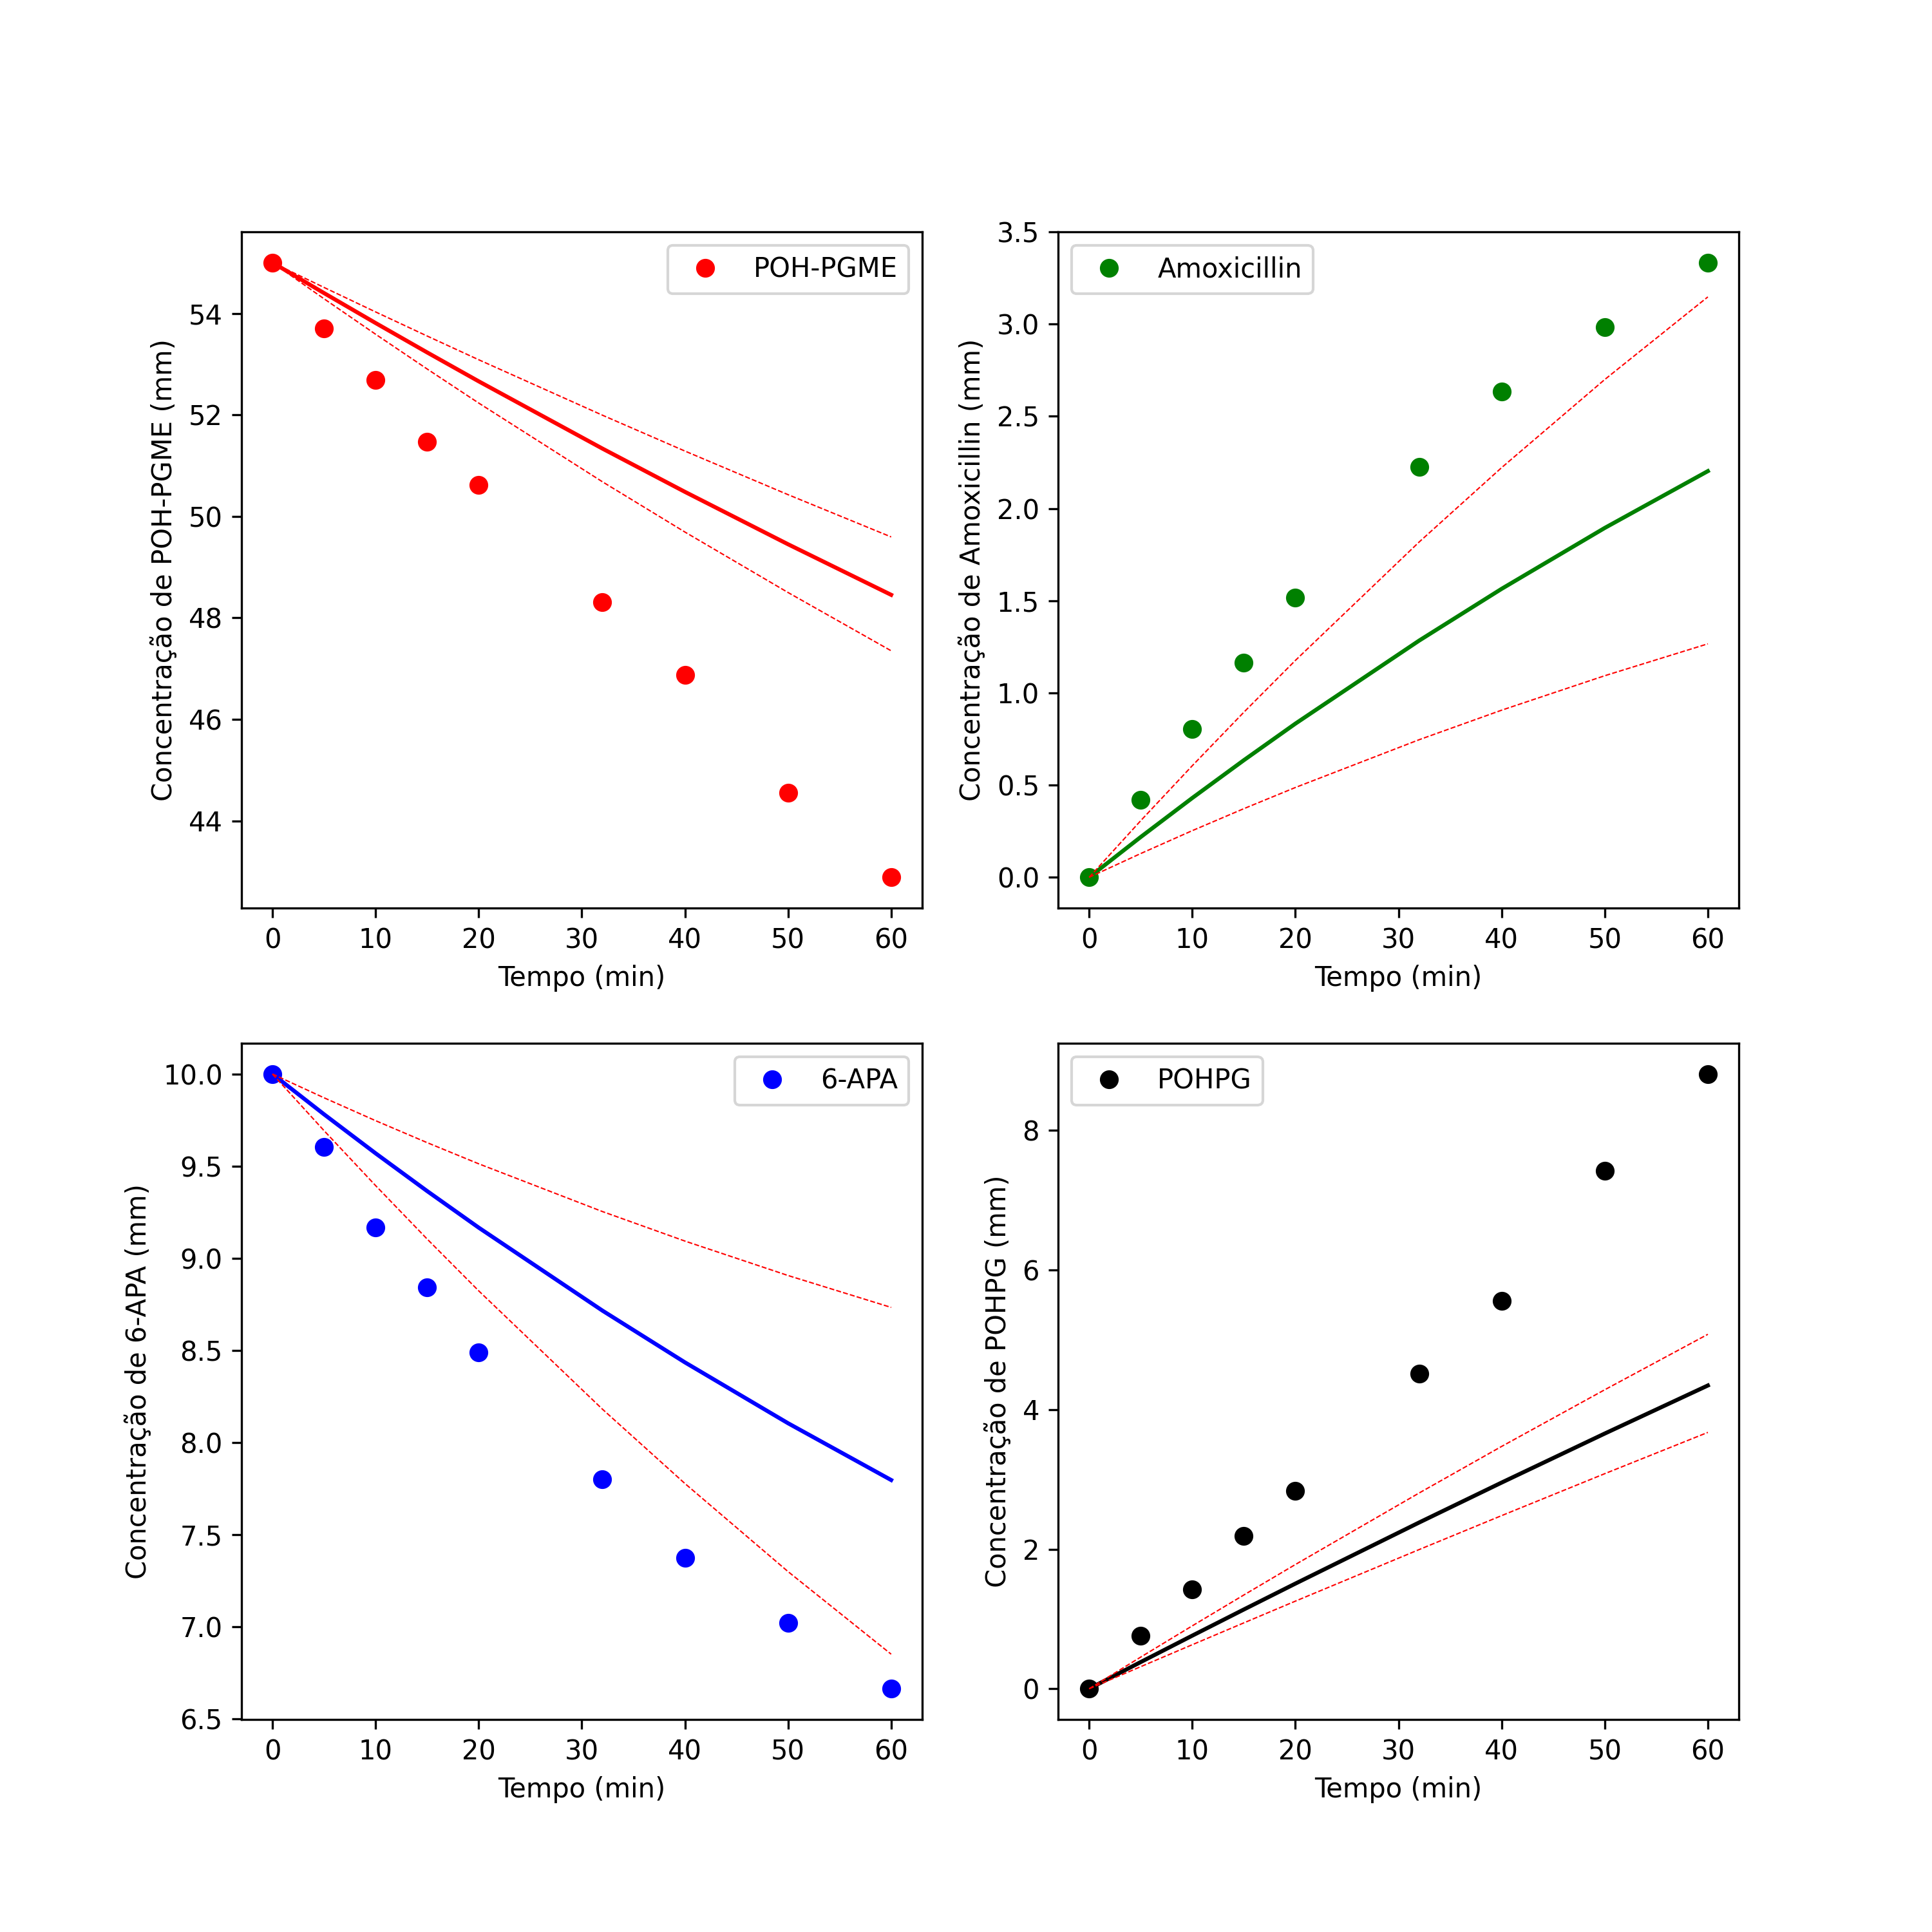 POH-PGME
54
52
50
48
46
44
Concentração de POH-PGME (mm)
0 10 20 30 40 50 60
Tempo (min)
Amoxicillin
3.5
3.0
2.5
2.0
1.5
1.0
0.5
0.0
Concentração de Amoxicillin (mm)
0 10 20 30 40 50 60
Tempo (min)
6-APA
10.0
9.5
9.0
8.5
8.0
7.5
7.0
6.5
Concentração de 6-APA (mm)
0 10 20 30 40 50 60
Tempo (min)
POHPG
8
6
4
2
0
Concentração de POHPG (mm)
0 10 20 30 40 50 60
Tempo (min)